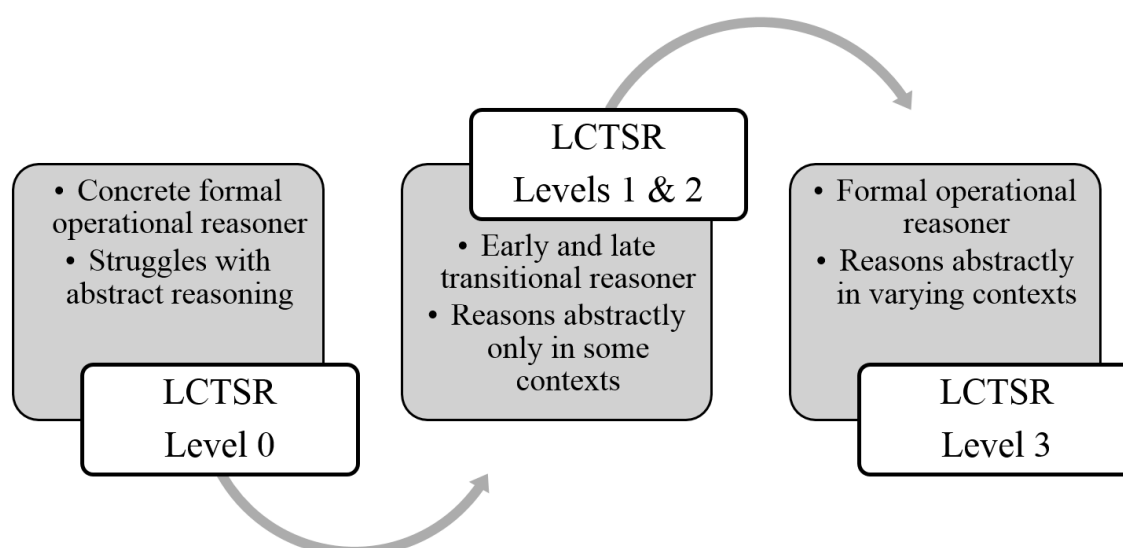 • Concrete formal
operational reasoner
• Struggles with
abstract reasoning
LCTSR
Level 0
LCTSR
Levels 1 & 2
• Early and late
transitional reasoner
• Reasons abstractly
only in some
contexts
• Formal operational
reasoner
• Reasons abstractly
in varying contexts
LCTSR
Level 3